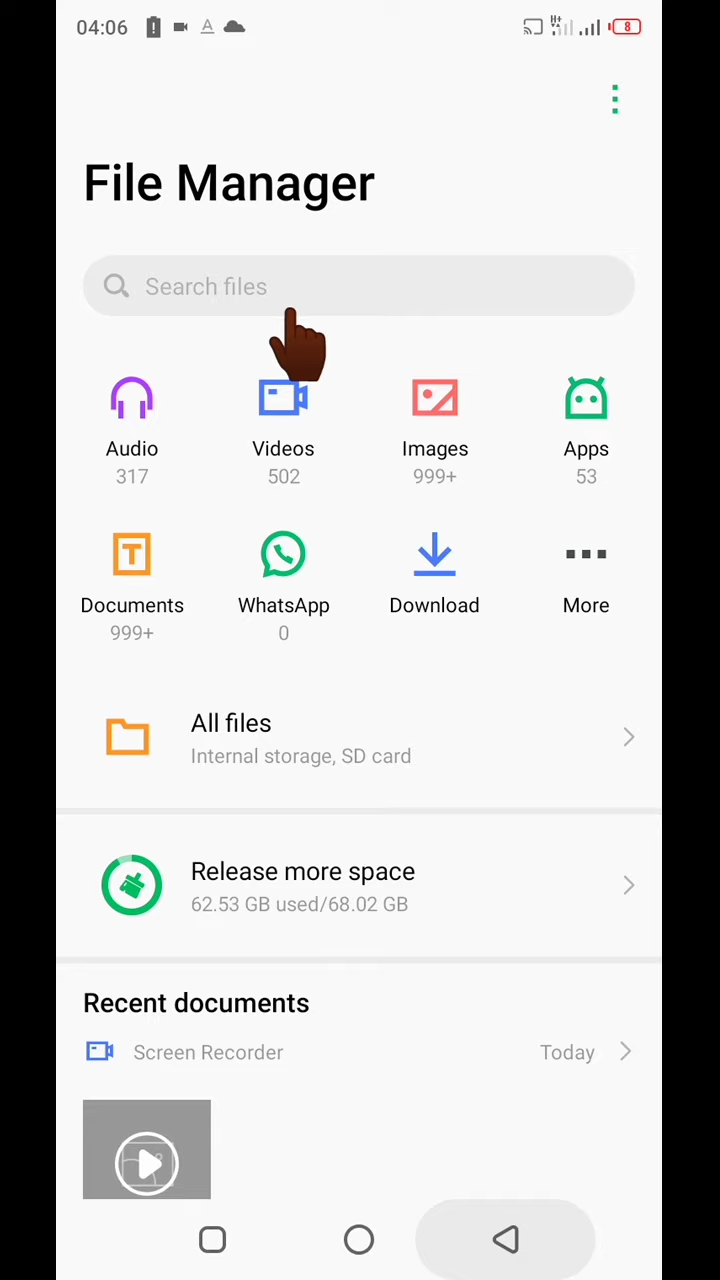 04:06 A H+ 8
File Manager
Search files
Audio Videos Images Apps
317 502 999+ 53
T
Documents WhatsApp Download More
999+ 0
All files
Internal storage, SD card
Release more space
62.53 GB used/68.02 GB
Recent documents
Screen Recorder Today